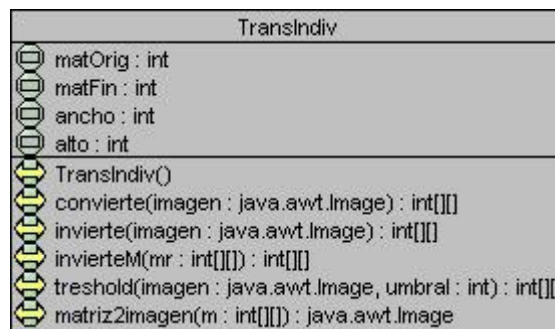 TransIndiv
matOrig : int
matFin : int
ancho : int
alto : int
TransIndiv()
convierte(imagen : java.awt.Image) : int[][]
invierte(imagen : java.awt.Image) : int[][]
invierteM(mr : int[][]) : int[][]
treshold(imagen : java.awt.Image, umbral : int) : int[][
matriz2imagen(m : int[][]) : java.awt.Image